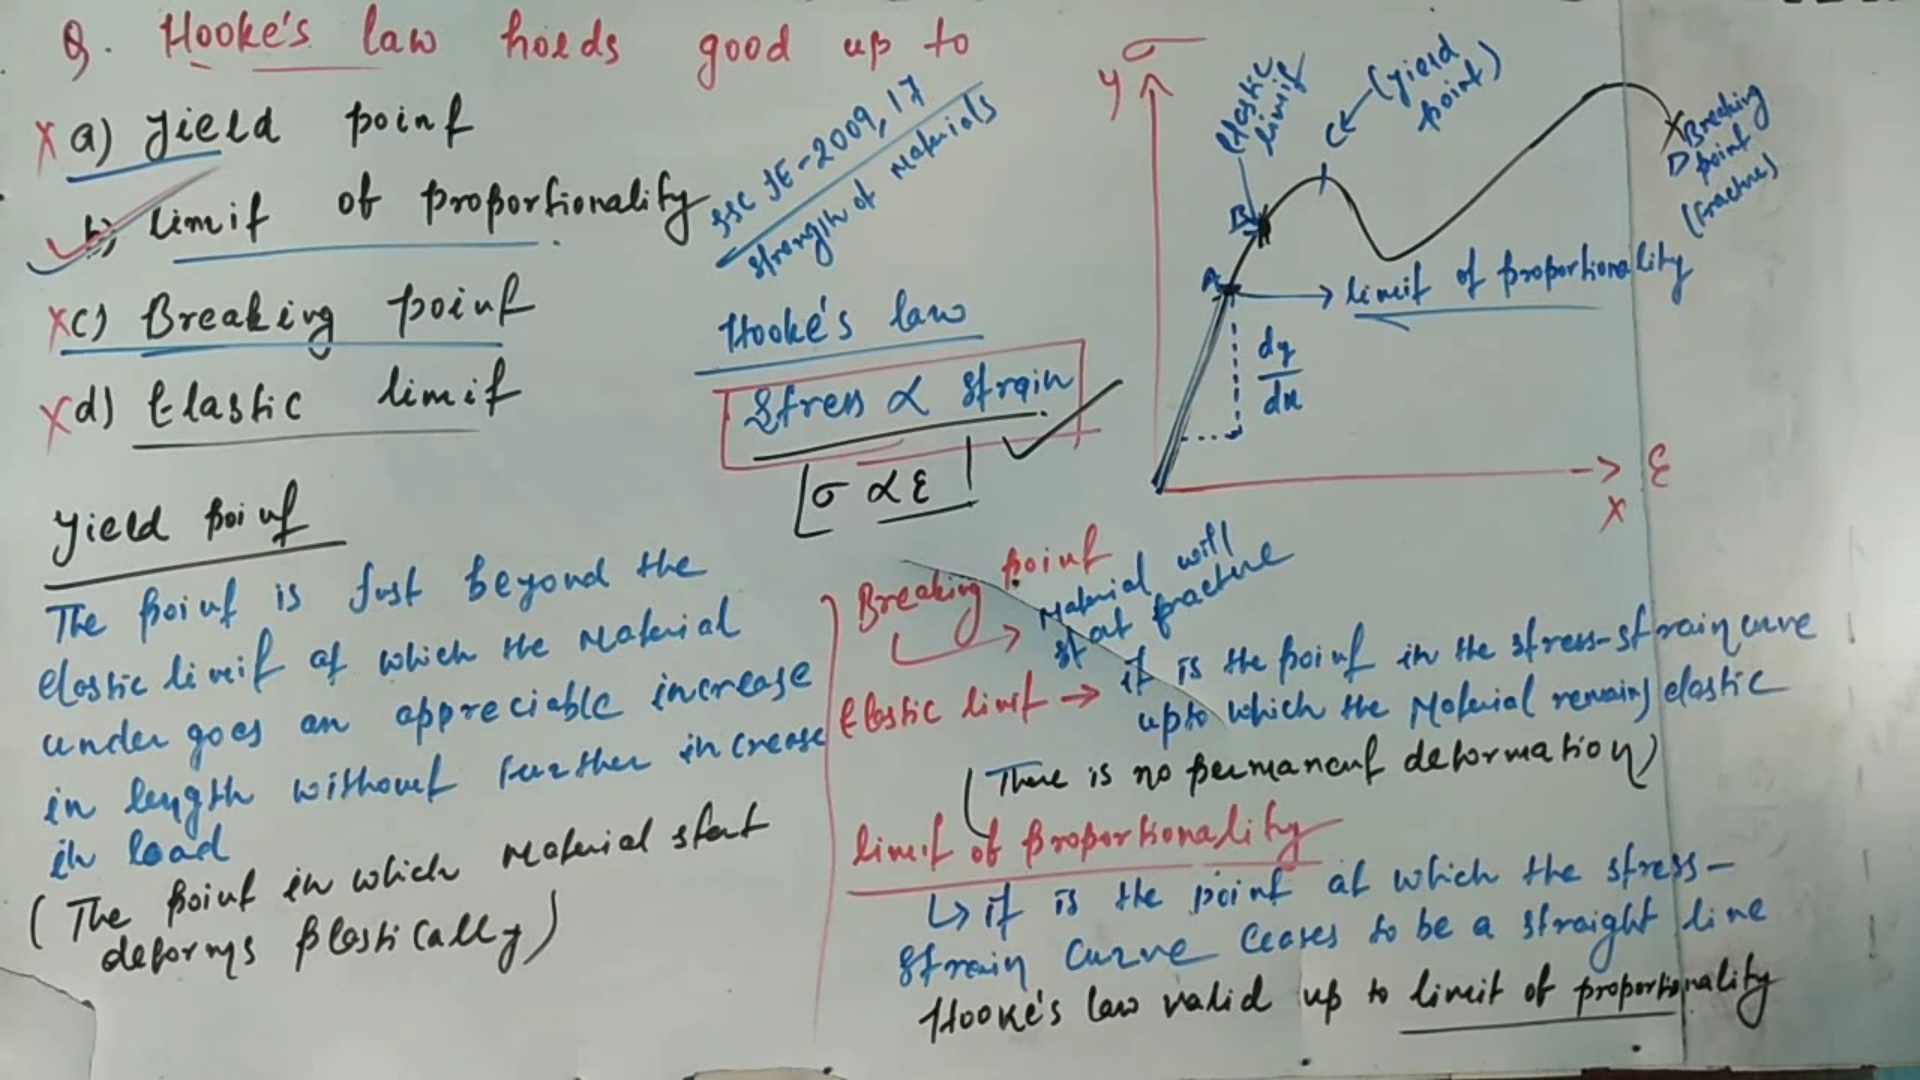 Q. Hooke's law holds good up to
X a) Yield point
b) limit of proportionality
X c) Breaking point
X d) Elastic limit
SSC JE-2009, 17
Strength of Materials
Hooke's law
Stress ∝ strain
σ ∝ ε
y σ
Elastic limit
C (yield point)
B
A
limit of proportionality
D Breaking point (fracture)
dy
dx
ε
x
Yield point
The point is just beyond the
elastic limit at which the material
under goes an appreciable increase
in length without further increase
in load
(The point in which material start
deforms plastically)
Breaking point
Material will start fracture
Elastic limit → it is the point in the stress-strain curve
upto which the Material remains elastic
(There is no permanent deformation)
limit of proportionality
↳ it is the point at which the stress-
strain curve ceases to be a straight line
Hooke's law valid up to limit of proportionality